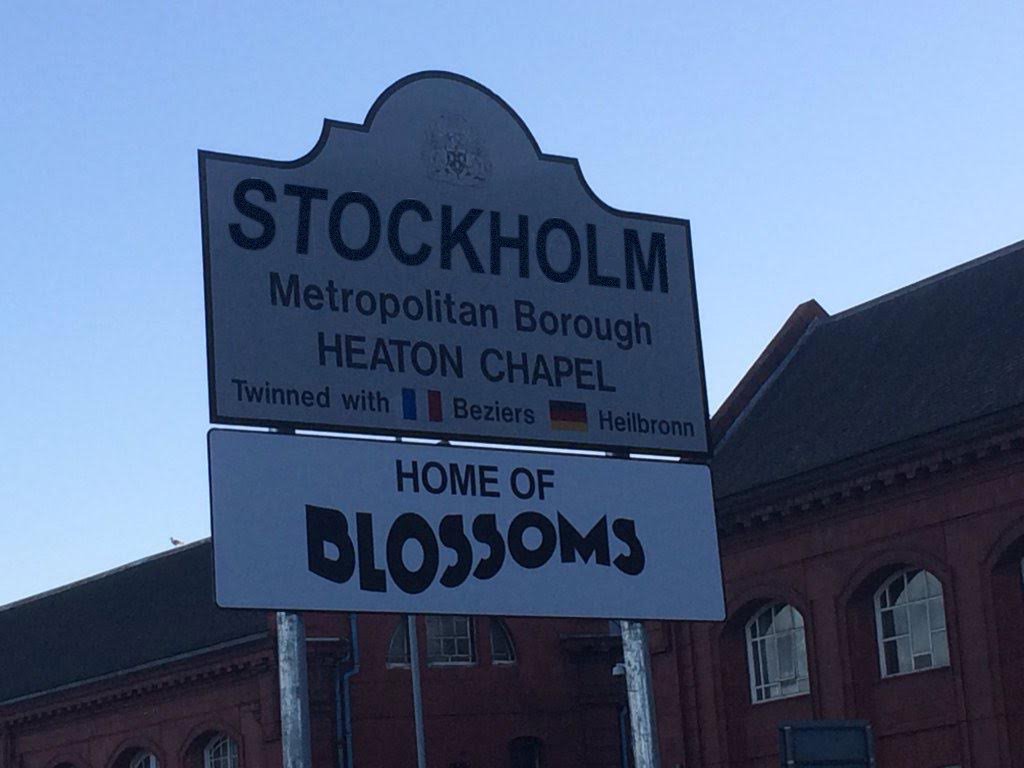 STOCKHOLM
Metropolitan Borough
HEATON CHAPEL
Twinned with Beziers Heilbronn
HOME OF
BLOSSOMS